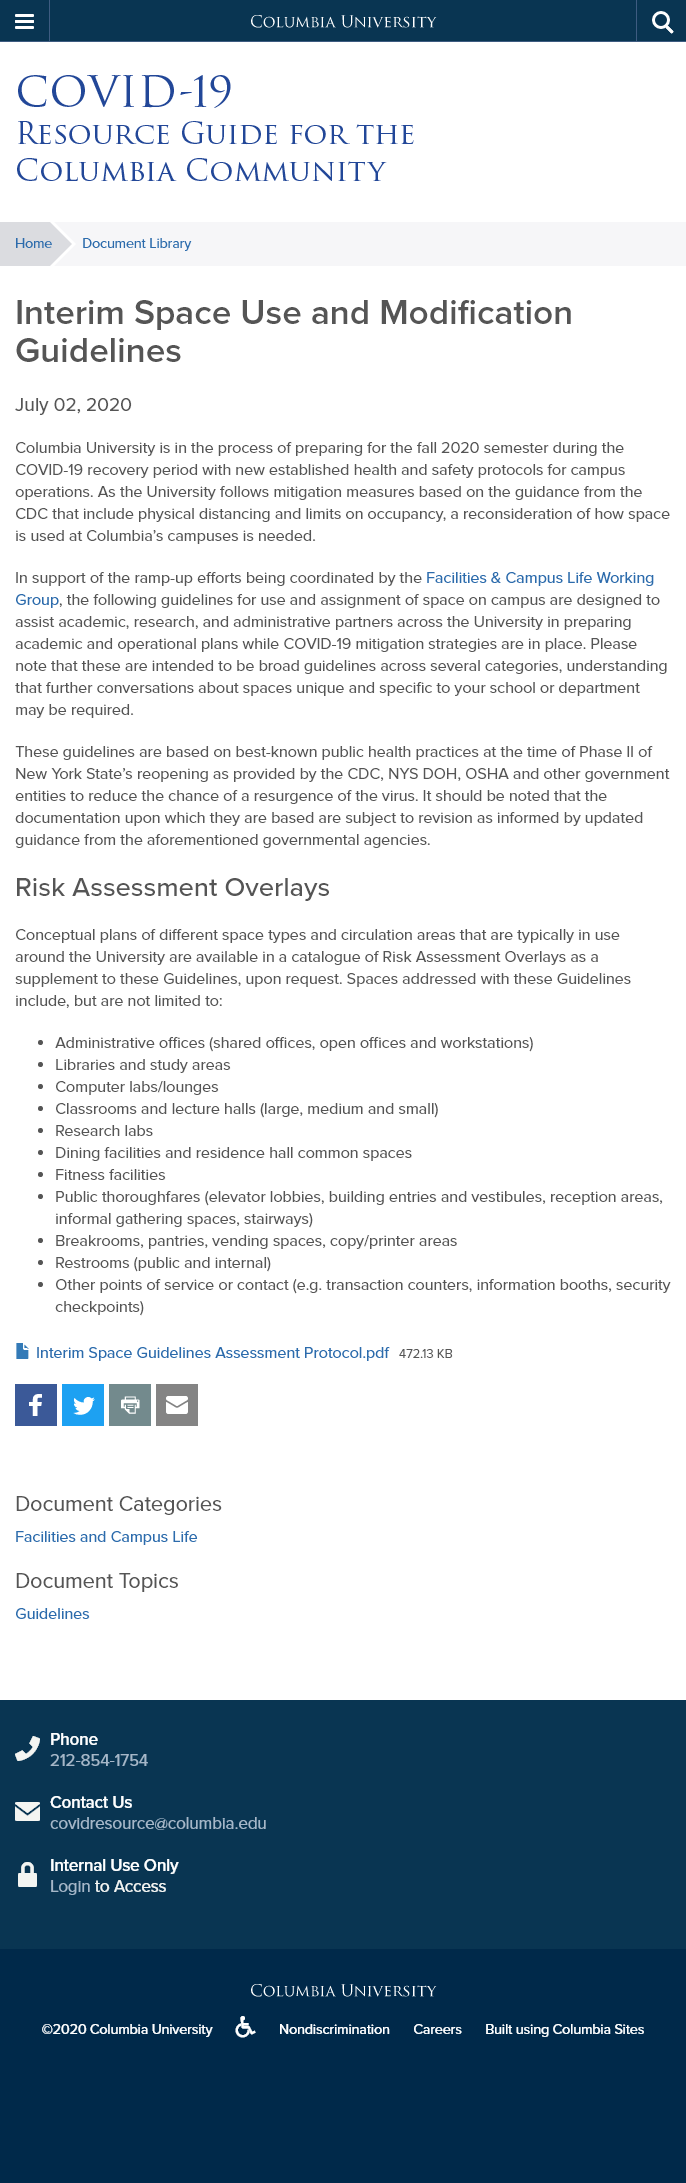 Columbia University
COVID-19
Resource Guide for the
Columbia Community
Home
Document Library
Interim Space Use and Modification
Guidelines
July 02, 2020
Columbia University is in the process of preparing for the fall 2020 semester during the
COVID-19 recovery period with new established health and safety protocols for campus
operations. As the University follows mitigation measures based on the guidance from the
CDC that include physical distancing and limits on occupancy, a reconsideration of how space
is used at Columbia’s campuses is needed.
In support of the ramp-up efforts being coordinated by the Facilities & Campus Life Working
Group, the following guidelines for use and assignment of space on campus are designed to
assist academic, research, and administrative partners across the University in preparing
academic and operational plans while COVID-19 mitigation strategies are in place. Please
note that these are intended to be broad guidelines across several categories, understanding
that further conversations about spaces unique and specific to your school or department
may be required.
These guidelines are based on best-known public health practices at the time of Phase II of
New York State’s reopening as provided by the CDC, NYS DOH, OSHA and other government
entities to reduce the chance of a resurgence of the virus. It should be noted that the
documentation upon which they are based are subject to revision as informed by updated
guidance from the aforementioned governmental agencies.
Risk Assessment Overlays
Conceptual plans of different space types and circulation areas that are typically in use
around the University are available in a catalogue of Risk Assessment Overlays as a
supplement to these Guidelines, upon request. Spaces addressed with these Guidelines
include, but are not limited to:
• Administrative offices (shared offices, open offices and workstations)
• Libraries and study areas
• Computer labs/lounges
• Classrooms and lecture halls (large, medium and small)
• Research labs
• Dining facilities and residence hall common spaces
• Fitness facilities
• Public thoroughfares (elevator lobbies, building entries and vestibules, reception areas,
informal gathering spaces, stairways)
• Breakrooms, pantries, vending spaces, copy/printer areas
• Restrooms (public and internal)
• Other points of service or contact (e.g. transaction counters, information booths, security
checkpoints)
Interim Space Guidelines Assessment Protocol.pdf 472.13 KB
Document Categories
Facilities and Campus Life
Document Topics
Guidelines
Phone
212-854-1754
Contact Us
covidresource@columbia.edu
Internal Use Only
Login to Access
Columbia University
©2020 Columbia University Nondiscrimination Careers Built using Columbia Sites